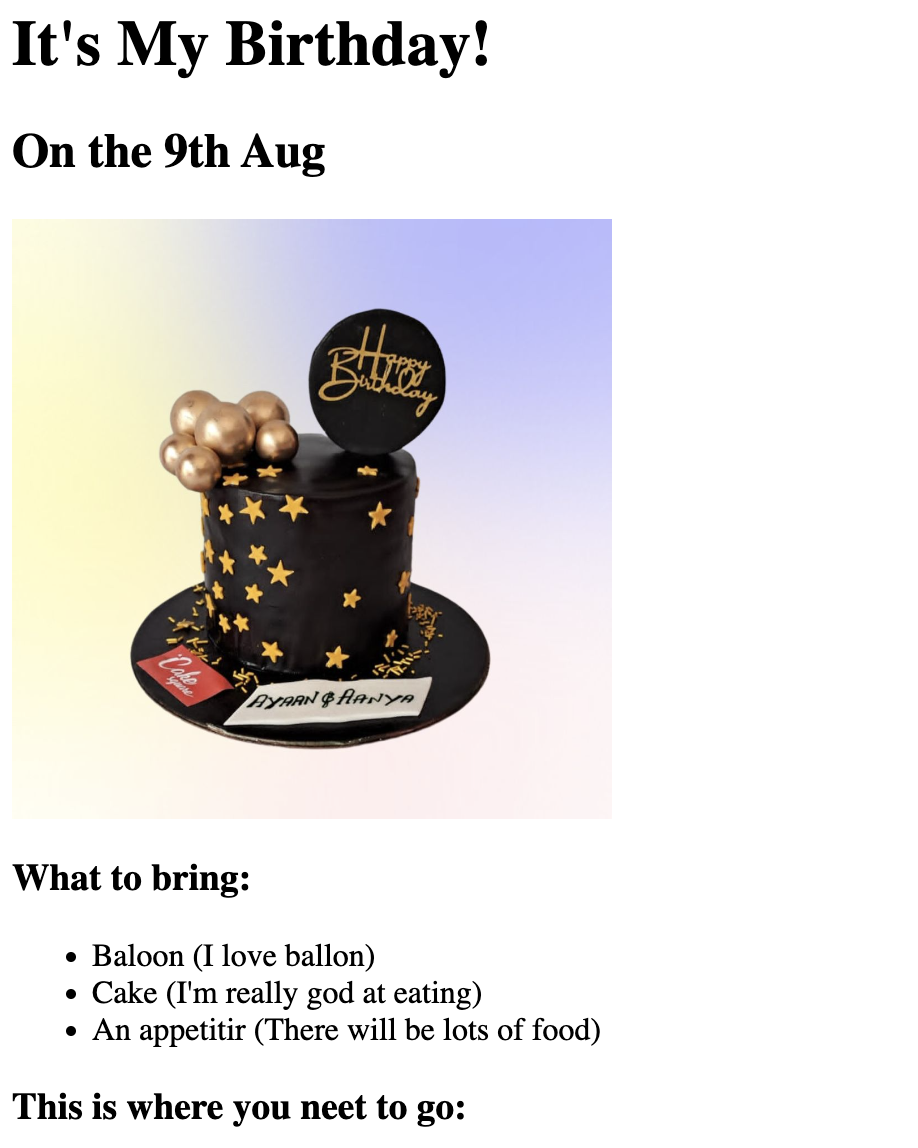 It's My Birthday!
On the 9th Aug
Happy
Birthday
Cake
Square
AYAAN & AANYA
What to bring:
Baloon (I love ballon)
Cake (I'm really god at eating)
An appetitir (There will be lots of food)
This is where you neet to go: